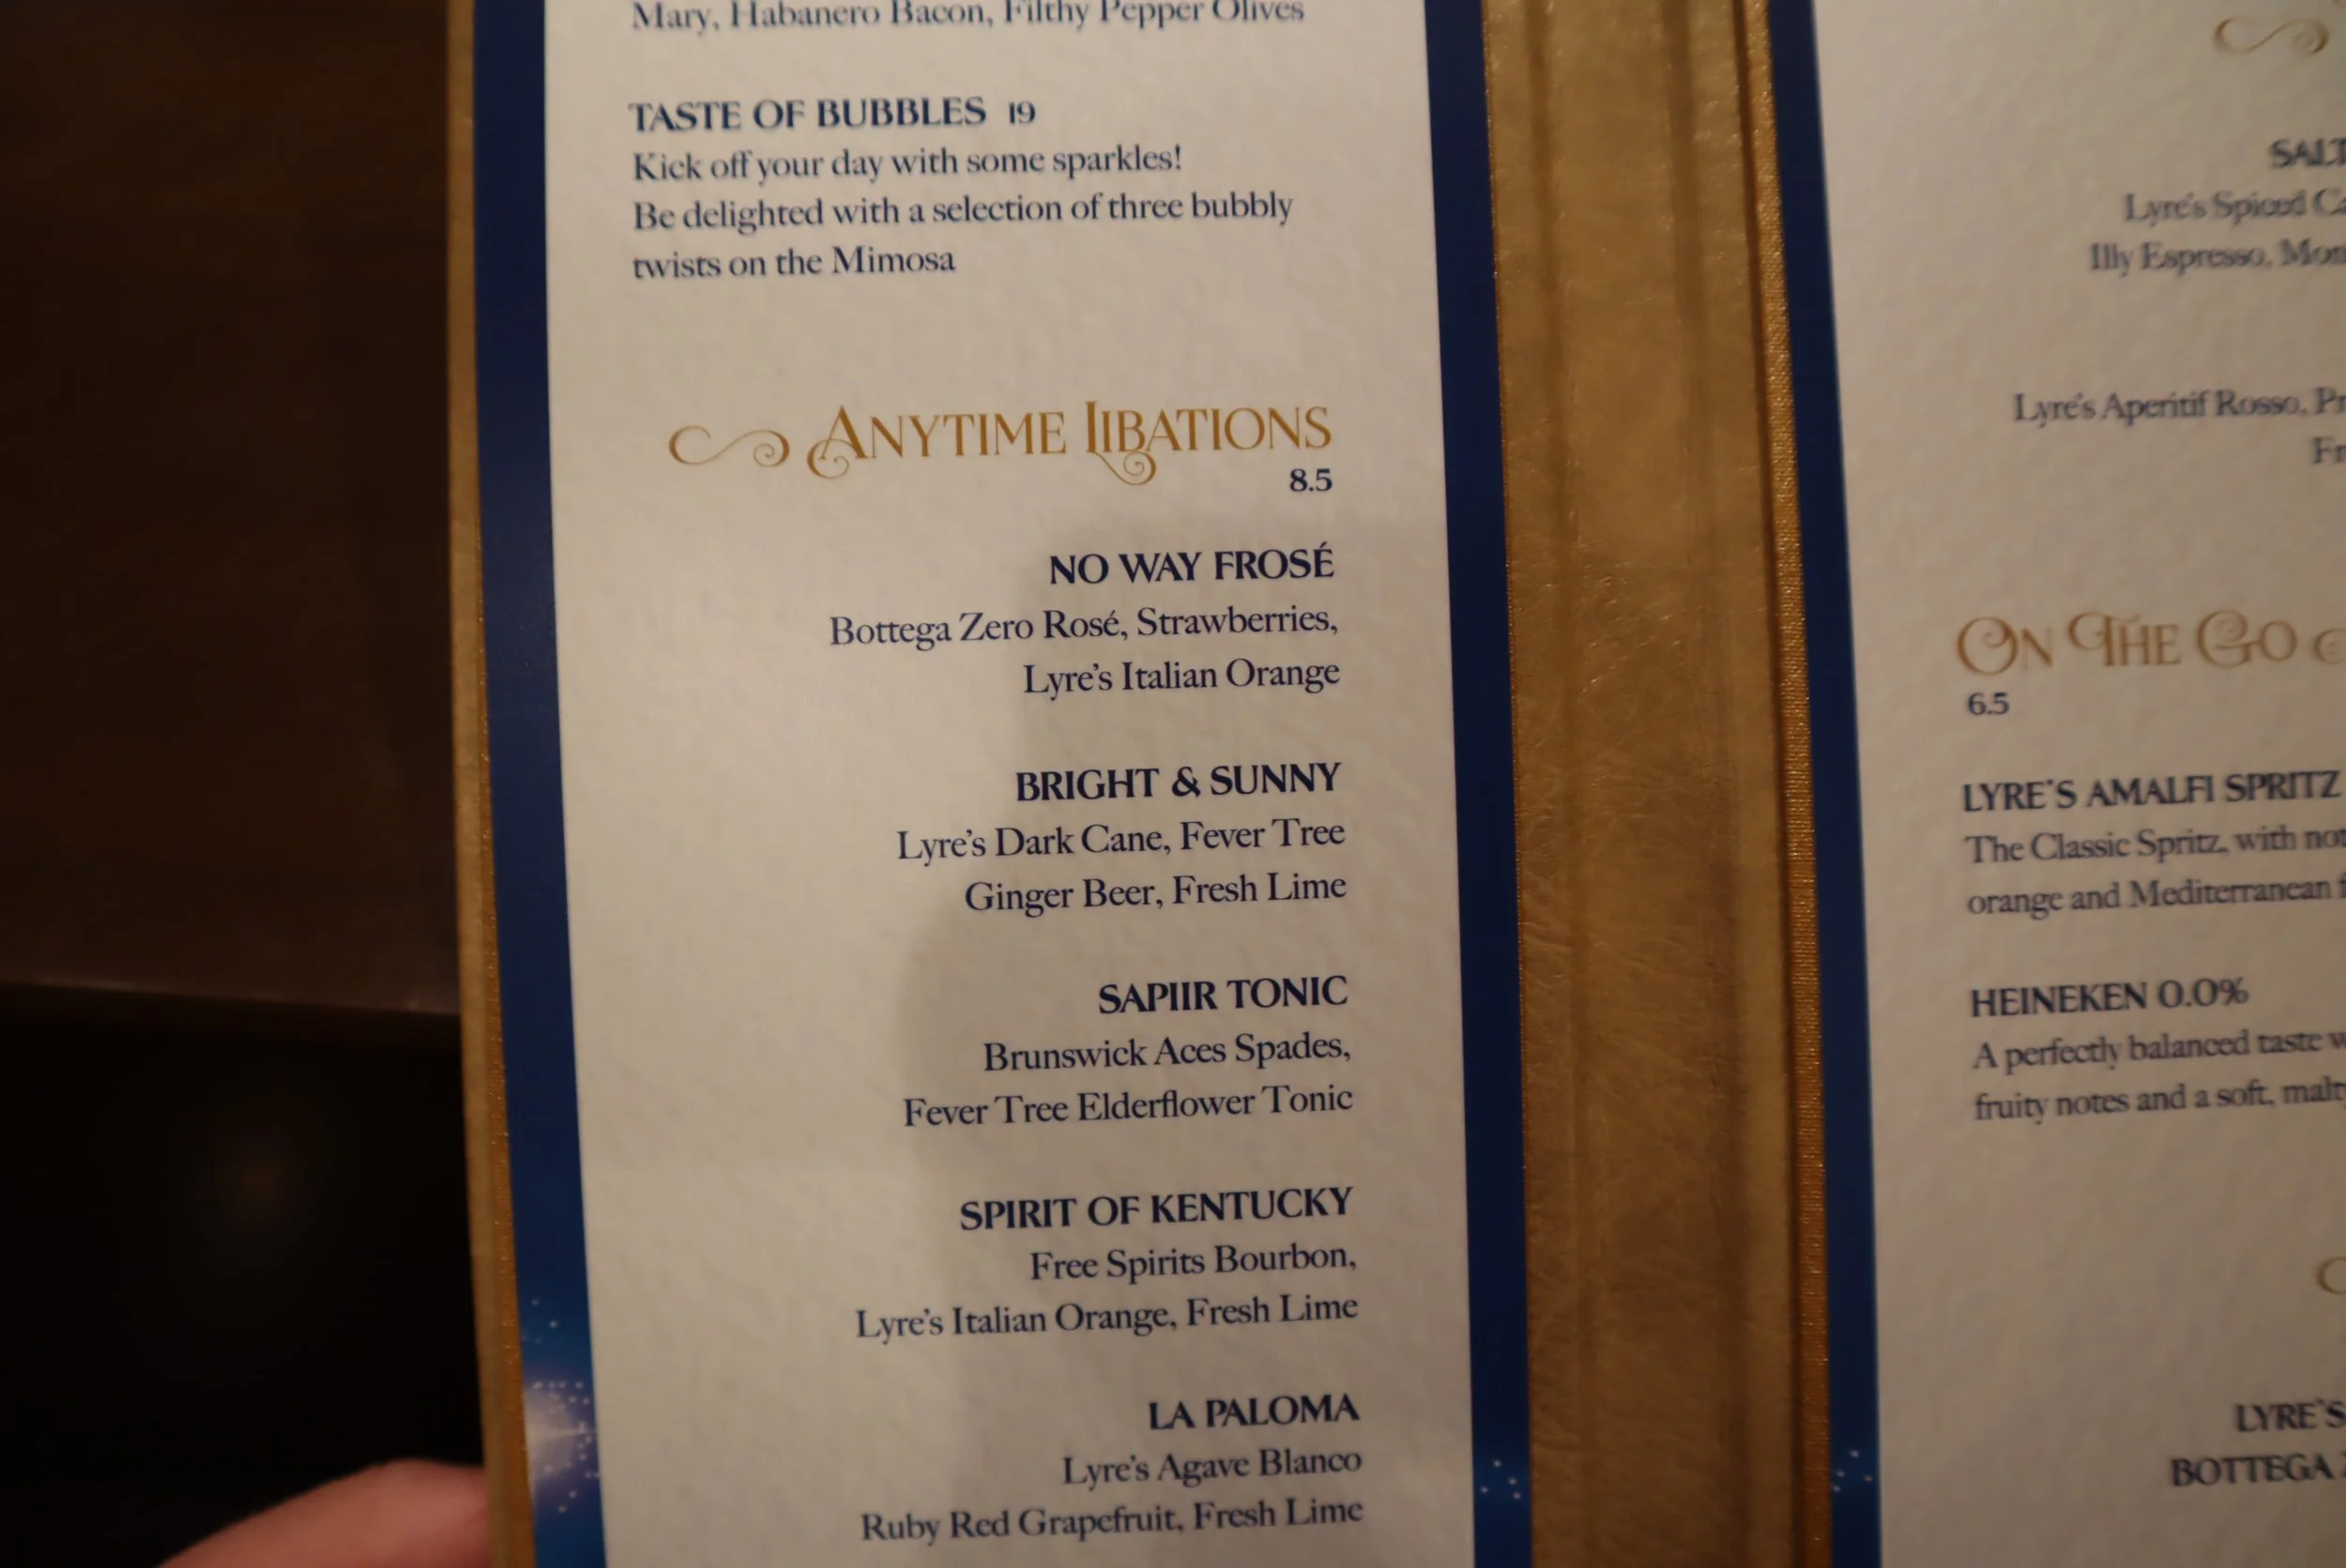 Mary, Habanero Bacon, Filthy Pepper Olives
TASTE OF BUBBLES 19
Kick off your day with some sparkles!
Be delighted with a selection of three bubbly
twists on the Mimosa
ANYTIME LIBATIONS
8.5
NO WAY FROSÉ
Bottega Zero Rosé, Strawberries,
Lyre's Italian Orange
BRIGHT & SUNNY
Lyre's Dark Cane, Fever Tree
Ginger Beer, Fresh Lime
SAPIIR TONIC
Brunswick Aces Spades,
Fever Tree Elderflower Tonic
SPIRIT OF KENTUCKY
Free Spirits Bourbon,
Lyre's Italian Orange, Fresh Lime
LA PALOMA
Lyre's Agave Blanco
Ruby Red Grapefruit, Fresh Lime
SALT
Lyre's Spiced
Illy Espresso,
Lyre's Aperitif Rosso,
ON THE GO
6.5
LYRE'S AMALFI SPRITZ
The Classic Spritz, with
orange and Mediterranean
HEINEKEN 0.0%
A perfectly balanced taste
fruity notes and a soft,
LYRE'S
BOTTEGA